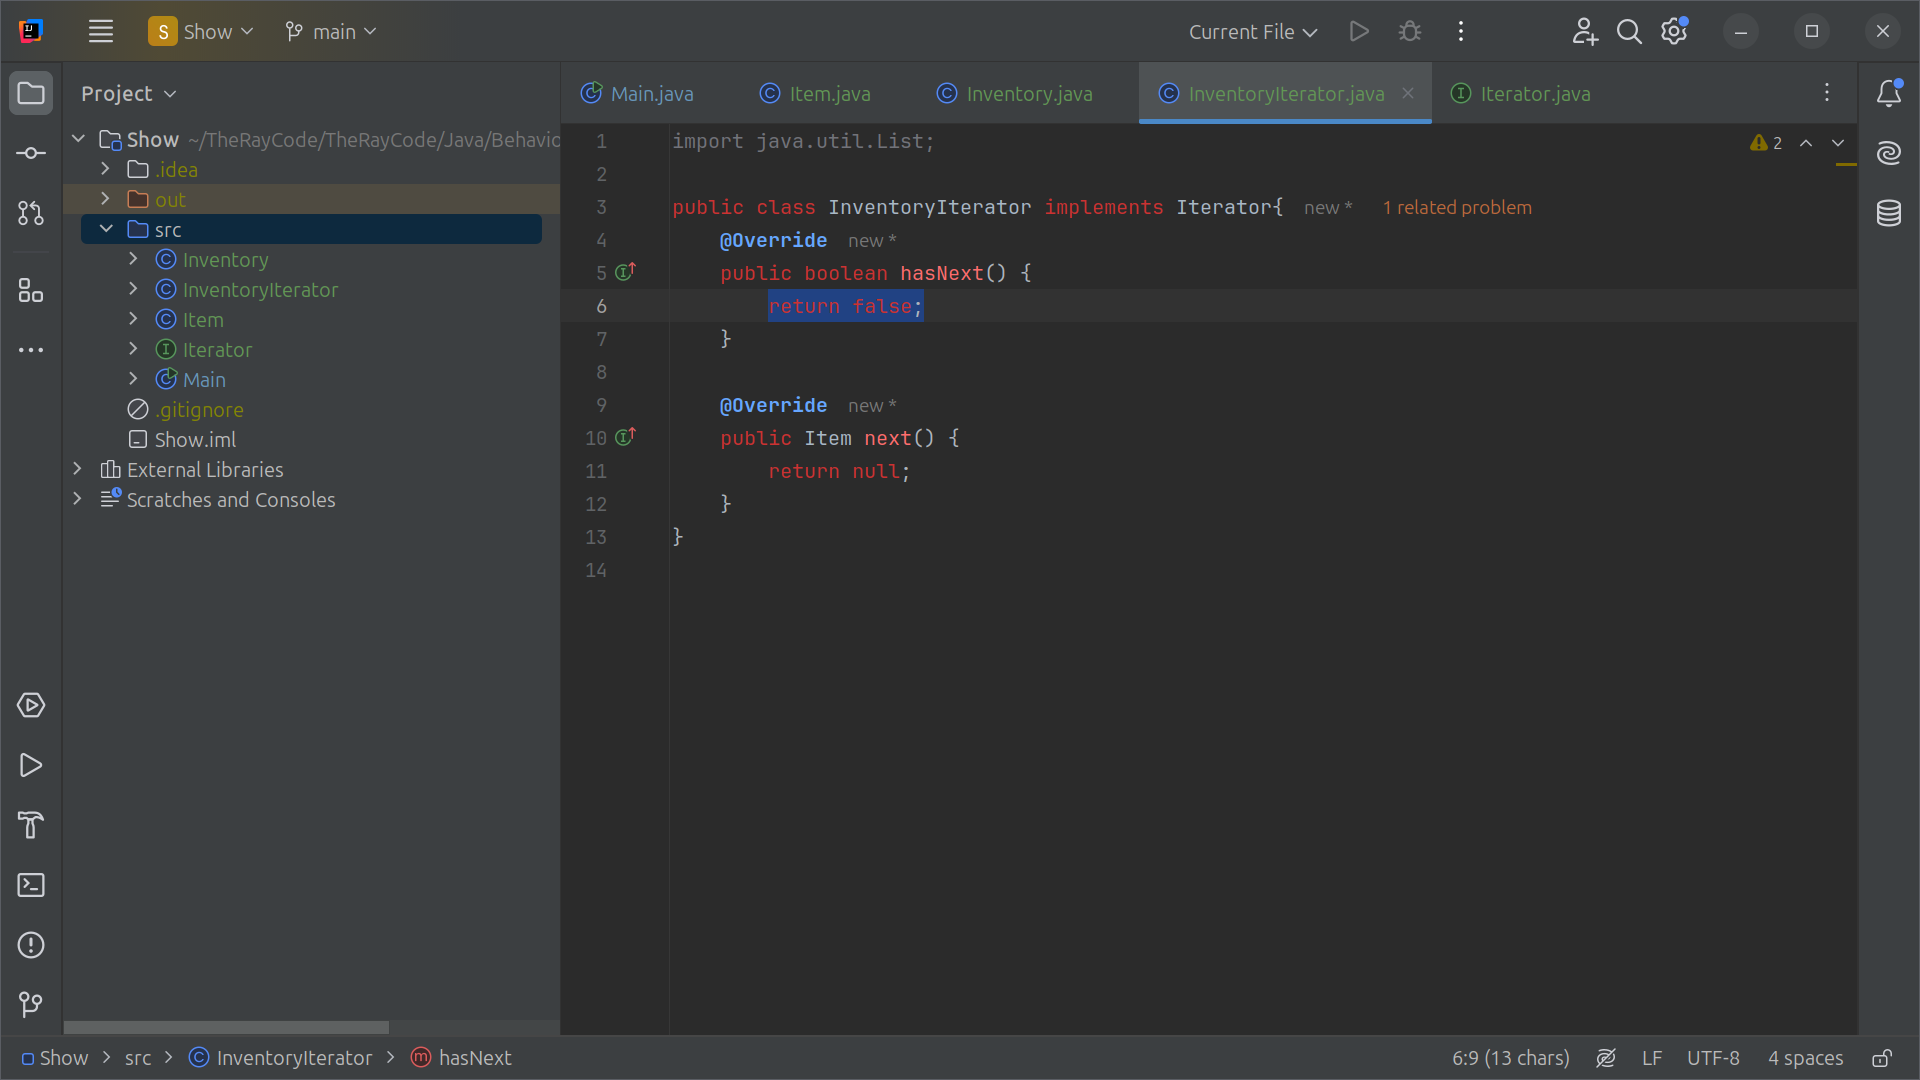 S Show main Current File
Project
Main.java Item.java Inventory.java InventoryIterator.java Iterator.java
Show ~/TheRayCode/TheRayCode/Java/Behavio
.idea
out
src
Inventory
InventoryIterator
Item
Iterator
Main
.gitignore
Show.iml
External Libraries
Scratches and Consoles
1 import java.util.List; 2
2
3 public class InventoryIterator implements Iterator{ new * 1 related problem
4 @Override new *
5 public boolean hasNext() {
6 return false;
7 }
8
9 @Override new *
10 public Item next() {
11 return null;
12 }
13 }
14
Show > src > InventoryIterator > hasNext 6:9 (13 chars) LF UTF-8 4 spaces